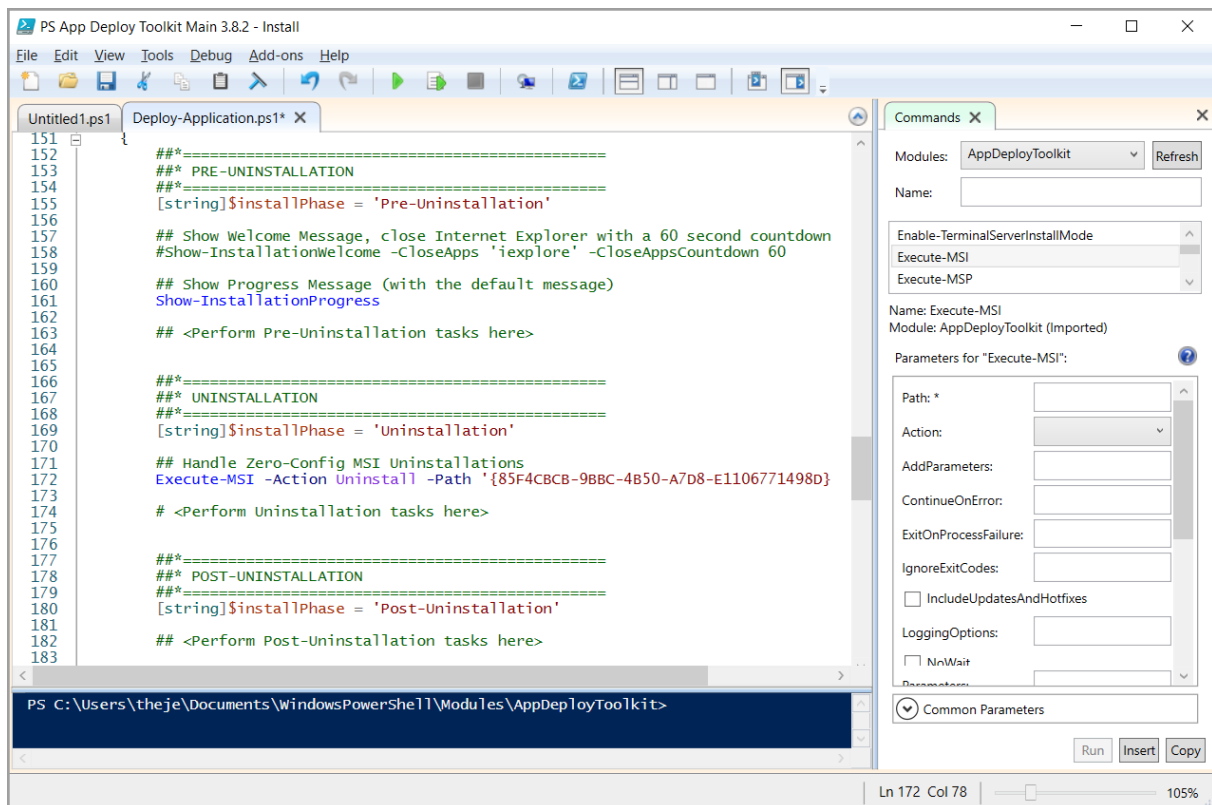 PS App Deploy Toolkit Main 3.8.2 - Install
File Edit View Tools Debug Add-ons Help
Untitled1.ps1 Deploy-Application.ps1* X
151 {
152 ##*===============================================
153 ##* PRE-UNINSTALLATION
154 ##*===============================================
155 [string]$installPhase = 'Pre-Uninstallation'
156
157 ## Show Welcome Message, close Internet Explorer with a 60 second countdown
158 #Show-InstallationWelcome -CloseApps 'iexplore' -CloseAppsCountdown 60
159
160 ## Show Progress Message (with the default message)
161 Show-InstallationProgress
162
163 ## <Perform Pre-Uninstallation tasks here>
164
165
166 ##*===============================================
167 ##* UNINSTALLATION
168 ##*===============================================
169 [string]$installPhase = 'Uninstallation'
170
171 ## Handle Zero-Config MSI Uninstallations
172 Execute-MSI -Action Uninstall -Path '{85F4CBCB-9BBC-4B50-A7D8-E1106771498D}
173
174 # <Perform Uninstallation tasks here>
175
176
177 ##*===============================================
178 ##* POST-UNINSTALLATION
179 ##*===============================================
180 [string]$installPhase = 'Post-Uninstallation'
181
182 ## <Perform Post-Uninstallation tasks here>
183
PS C:\Users\theje\Documents\WindowsPowerShell\Modules\AppDeployToolkit>
Commands X
Modules: AppDeployToolkit Refresh
Name:
Enable-TerminalServerInstallMode
Execute-MSI
Execute-MSP
Name: Execute-MSI
Module: AppDeployToolkit (Imported)
Parameters for "Execute-MSI":
Path: *
Action:
AddParameters:
ContinueOnError:
ExitOnProcessFailure:
IgnoreExitCodes:
IncludeUpdatesAndHotfixes
LoggingOptions:
NoWait
Parameters:
Common Parameters
Run Insert Copy
Ln 172 Col 78 105%